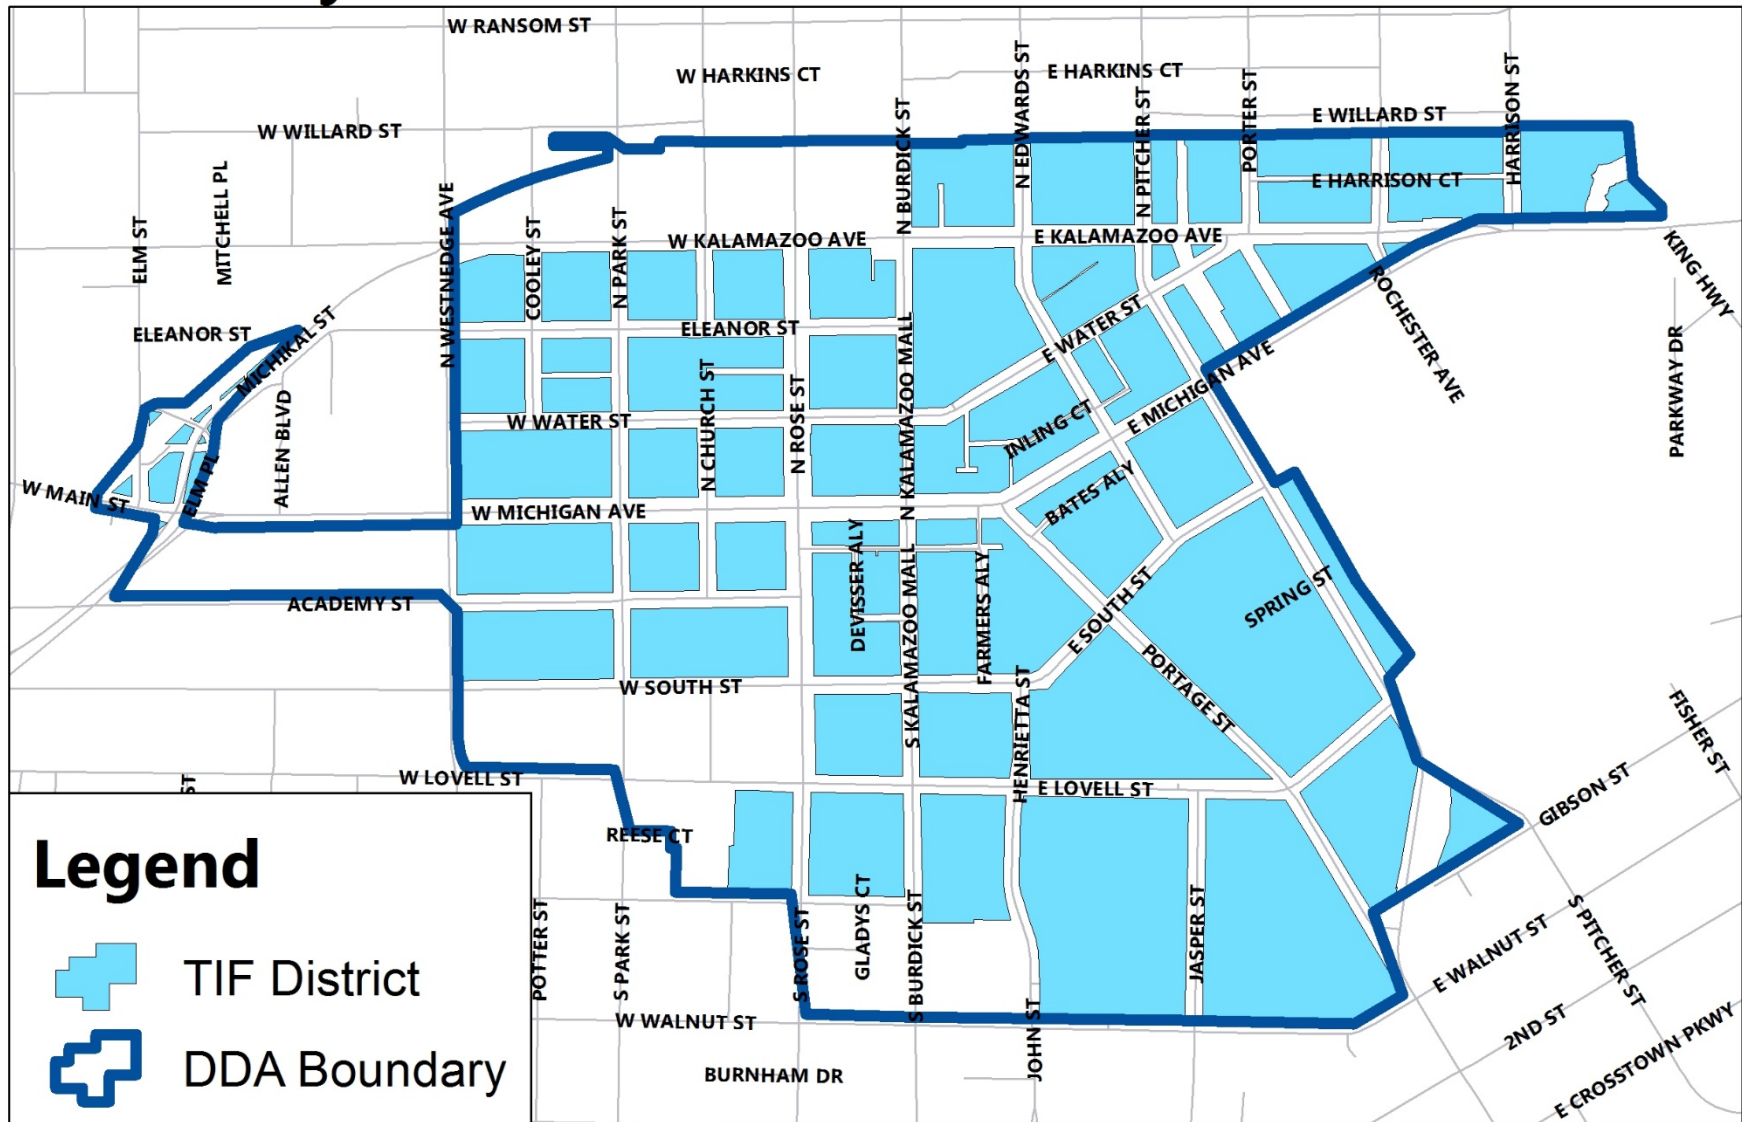 W RANSOM ST
W HARKINS CT
E HARKINS CT
N EDWARDS ST
HARRISON ST
PORTER ST
N PITCHER ST
N BURDICK ST
E WILLARD ST
W WILLARD ST
MITCHELL PL
ELM ST
N WESTNEDGE AVE
COOLEY ST
N PARK ST
W KALAMAZOO AVE
E KALAMAZOO AVE
E HARRISON CT
KING HWY
ROCHESTER AVE
PARKWAY DR
ELEANOR ST
MICHIKAL ST
ELEANOR ST
E WATER ST
N KALAMAZOO MALL
N CHURCH ST
N ROSE ST
E MICHIGAN AVE
ALLEN BLVD
W WATER ST
INLING CT
ELM PL
W MAIN ST
W MICHIGAN AVE
BATES ALY
DEVISSER ALY
S KALAMAZOO MALL
FARMERS ALY
ACADEMY ST
E SOUTH ST
SPRING ST
PORTAGE ST
W SOUTH ST
HENRIETTA ST
FISHER ST
W LOVELL ST
ST
E LOVELL ST
GIBSON ST
REESE CT
POTTER ST
S PARK ST
S ROSE ST
GLADYS CT
S BURDICK ST
JASPER ST
JOHN ST
S PITCHER ST
E WALNUT ST
W WALNUT ST
2ND ST
BURNHAM DR
E CROSSTOWN PKWY
Legend
TIF District
DDA Boundary